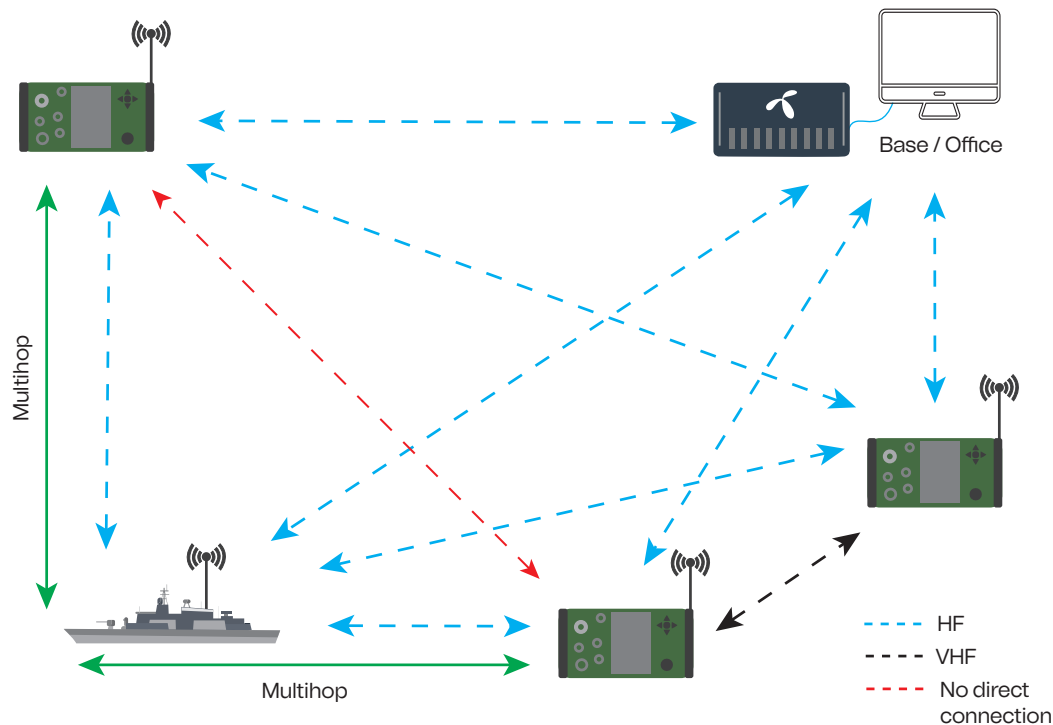 Base / Office
Multihop
Multihop
HF
VHF
No direct
connection